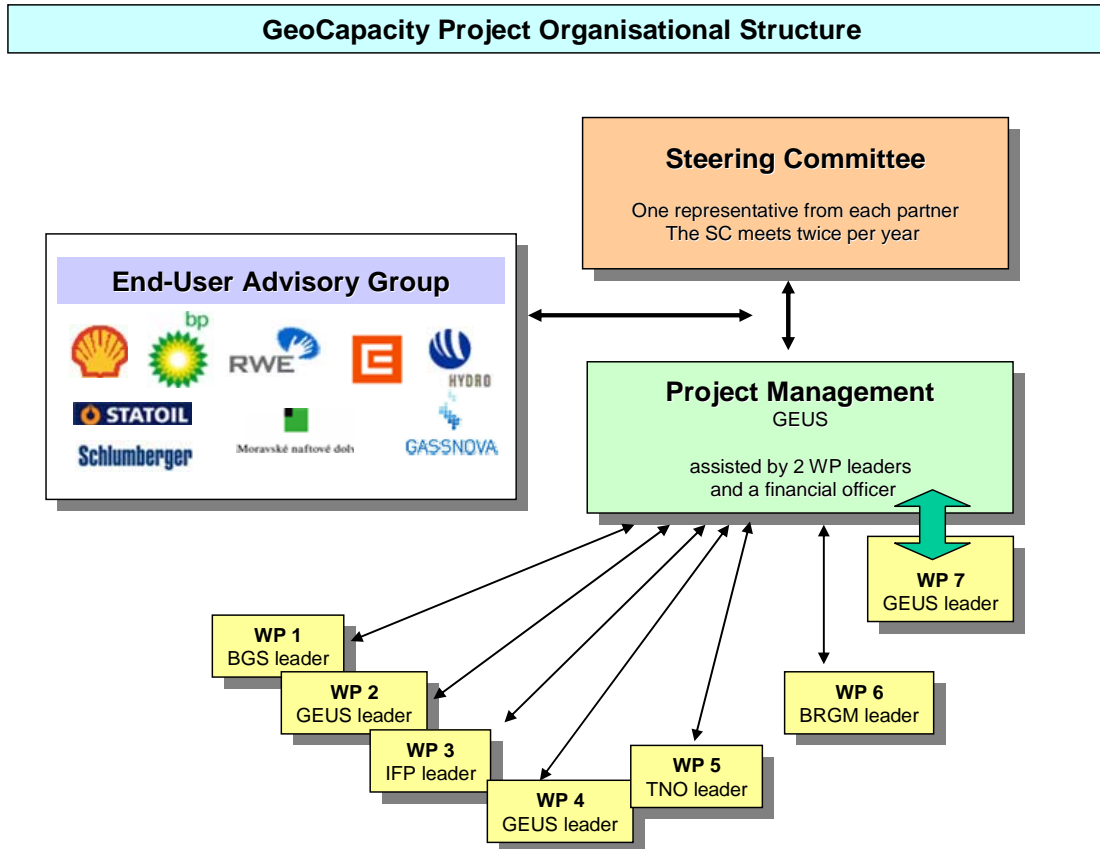 GeoCapacity Project Organisational Structure
Steering Committee
One representative from each partner
The SC meets twice per year
End-User Advisory Group
bp
RWE
HYDRO
STATOIL
Schlumberger
Moravské naftové doly
GASSNOVA
Project Management
GEUS
assisted by 2 WP leaders
and a financial officer
WP 7
GEUS leader
WP 1
BGS leader
WP 2
GEUS leader
WP 3
IFP leader
WP 4
GEUS leader
WP 5
TNO leader
WP 6
BRGM leader